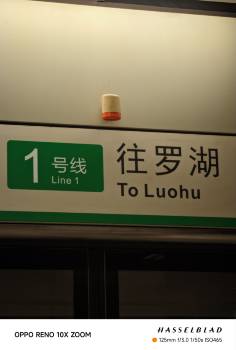 1号线
Line 1
往罗湖
To Luohu
OPPO RENO 10X ZOOM
HASSELBLAD
125mm f/3.0 1/50s ISO465